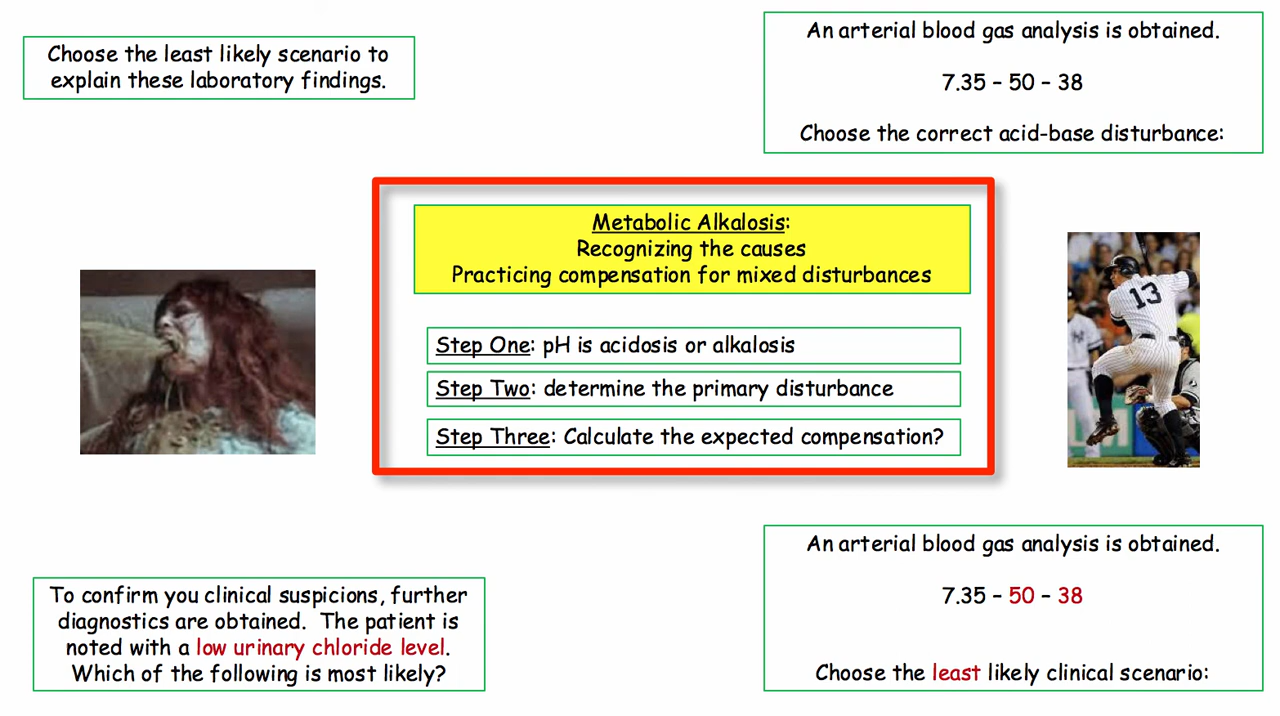 Choose the least likely scenario to
explain these laboratory findings.
An arterial blood gas analysis is obtained.
7.35 – 50 – 38
Choose the correct acid-base disturbance:
Metabolic Alkalosis:
Recognizing the causes
Practicing compensation for mixed disturbances
Step One: pH is acidosis or alkalosis
Step Two: determine the primary disturbance
Step Three: Calculate the expected compensation?
13
To confirm you clinical suspicions, further
diagnostics are obtained. The patient is
noted with a low urinary chloride level.
Which of the following is most likely?
An arterial blood gas analysis is obtained.
7.35 – 50 – 38
Choose the least likely clinical scenario: